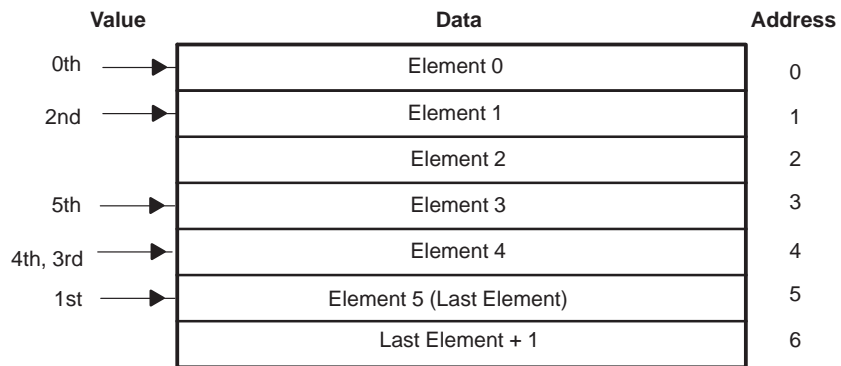 Value Data Address
0th Element 0 0
2nd Element 1 1
Element 2 2
5th Element 3 3
4th, 3rd Element 4 4
1st Element 5 (Last Element) 5
Last Element + 1 6